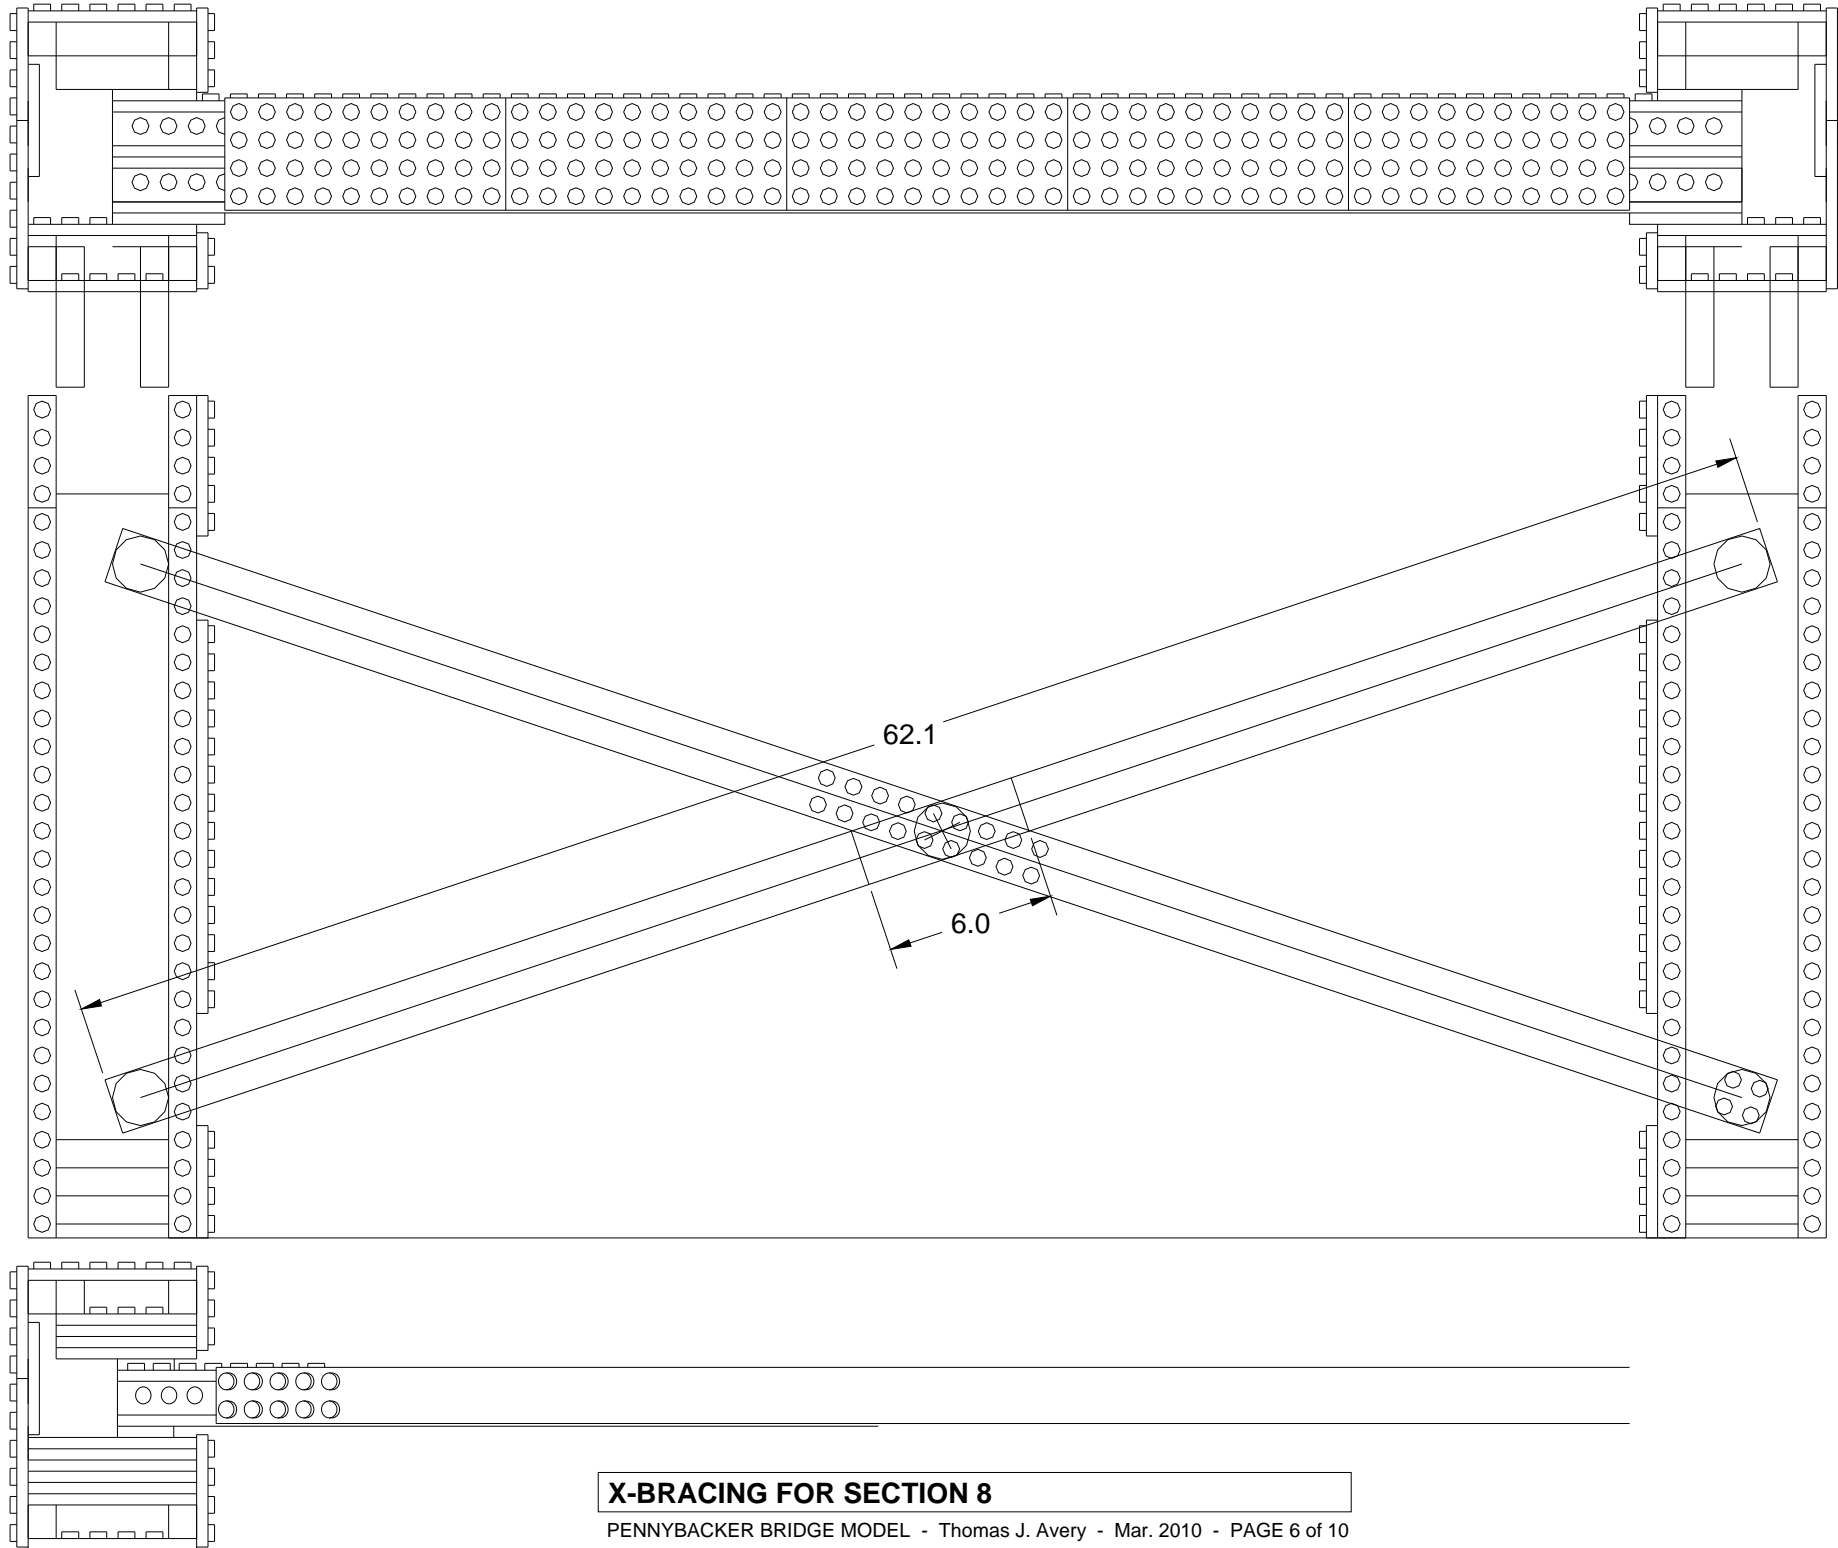 62.1
6.0
X-BRACING FOR SECTION 8
PENNYBACKER BRIDGE MODEL - Thomas J. Avery - Mar. 2010 - PAGE 6 of 10